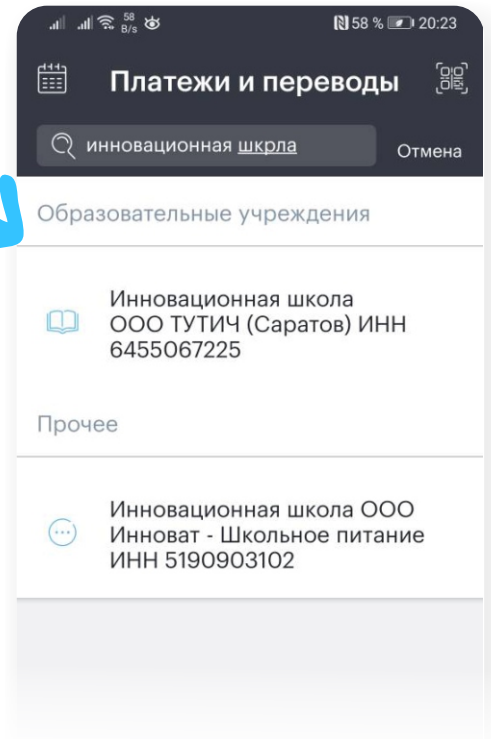 58 B/s 58 % 20:23
Платежи и переводы
инновационная шкрла Отмена
Образовательные учреждения
Инновационная школа
ООО ТУТИЧ (Саратов) ИНН
6455067225
Прочее
Инновационная школа ООО
Инноват - Школьное питание
ИНН 5190903102